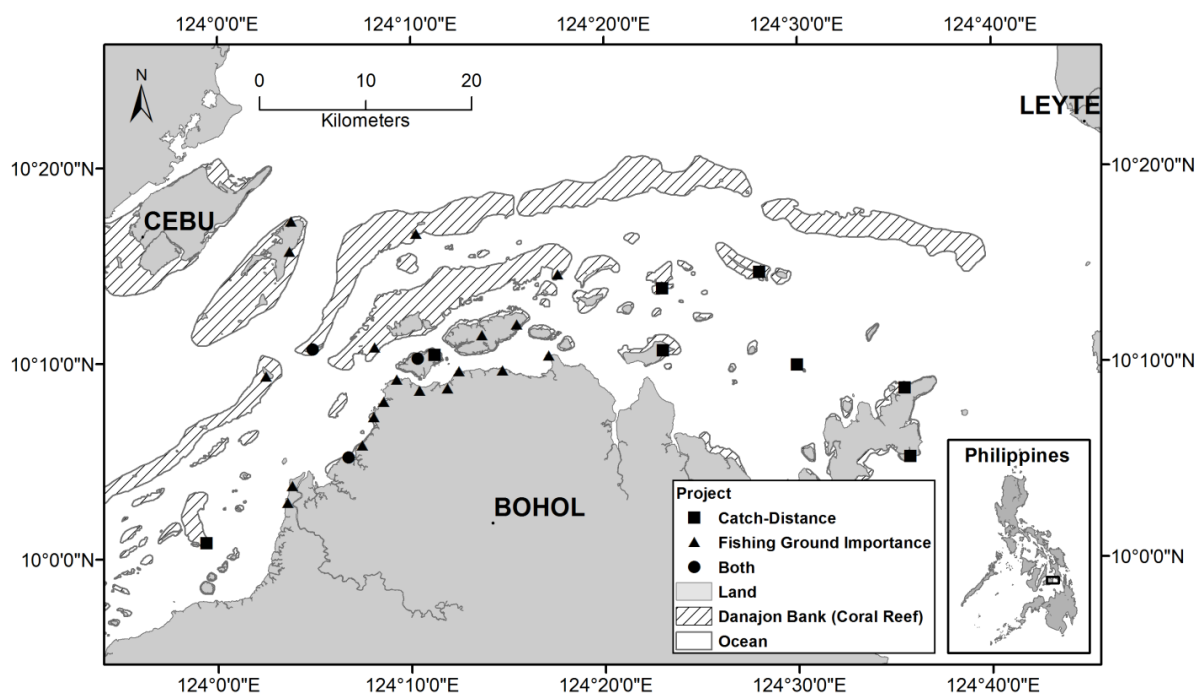 124°0'0"E 124°10'0"E 124°20'0"E 124°30'0"E 124°40'0"E
N
0 10 20
Kilometers
LEYTE
10°20'0"N 10°20'0"N
CEBU
10°10'0"N 10°10'0"N
BOHOL
Philippines
Project
Catch-Distance
Fishing Ground Importance
Both
Land
Danajon Bank (Coral Reef)
Ocean
10°0'0"N 10°0'0"N
124°0'0"E 124°10'0"E 124°20'0"E 124°30'0"E 124°40'0"E